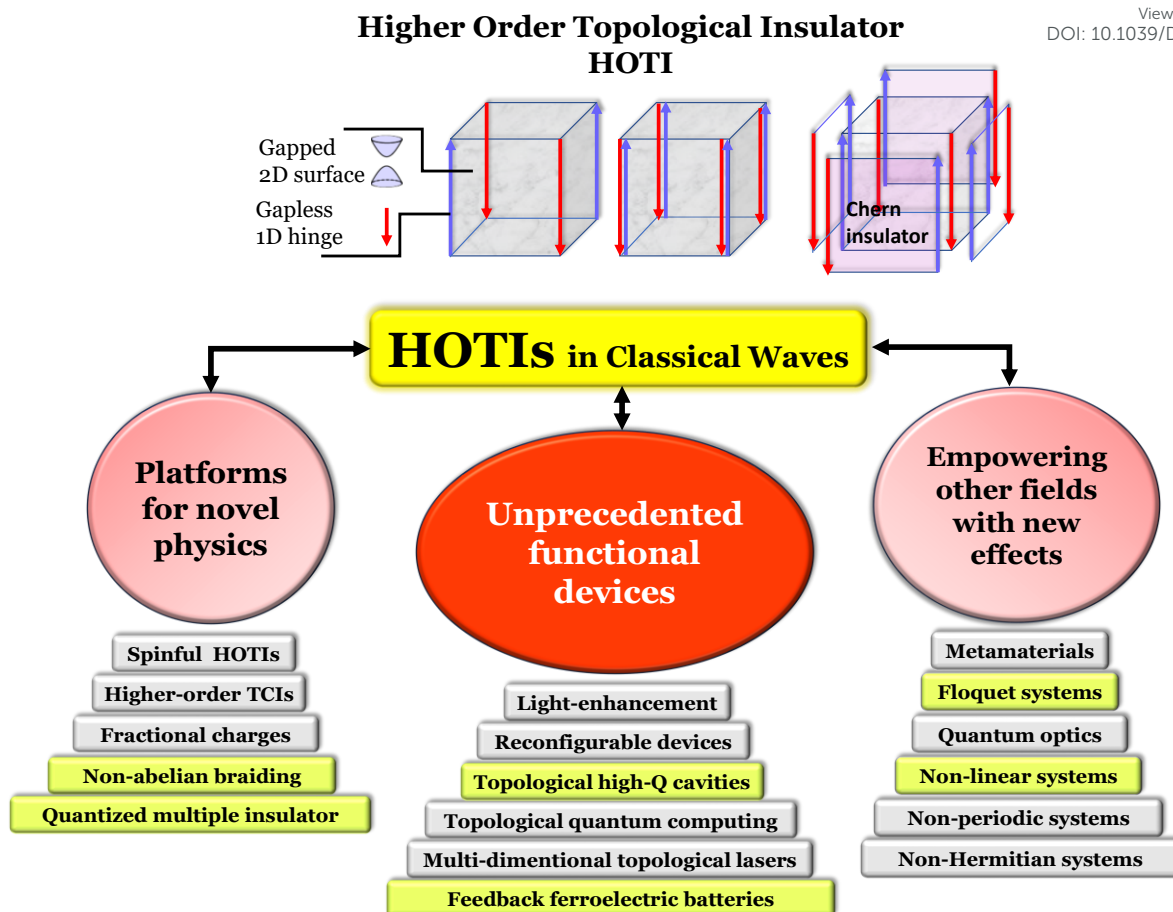 Higher Order Topological Insulator
HOTI
View
DOI: 10.1039/D
Gapped
2D surface
Gapless
1D hinge
Chern
insulator
HOTIs in Classical Waves
Platforms
for novel
physics
Spinful HOTIs
Higher-order TCIs
Fractional charges
Non-abelian braiding
Quantized multiple insulator
Unprecedented
functional
devices
Light-enhancement
Reconfigurable devices
Topological high-Q cavities
Topological quantum computing
Multi-dimentional topological lasers
Feedback ferroelectric batteries
Empowering
other fields
with new
effects
Metamaterials
Floquet systems
Quantum optics
Non-linear systems
Non-periodic systems
Non-Hermitian systems